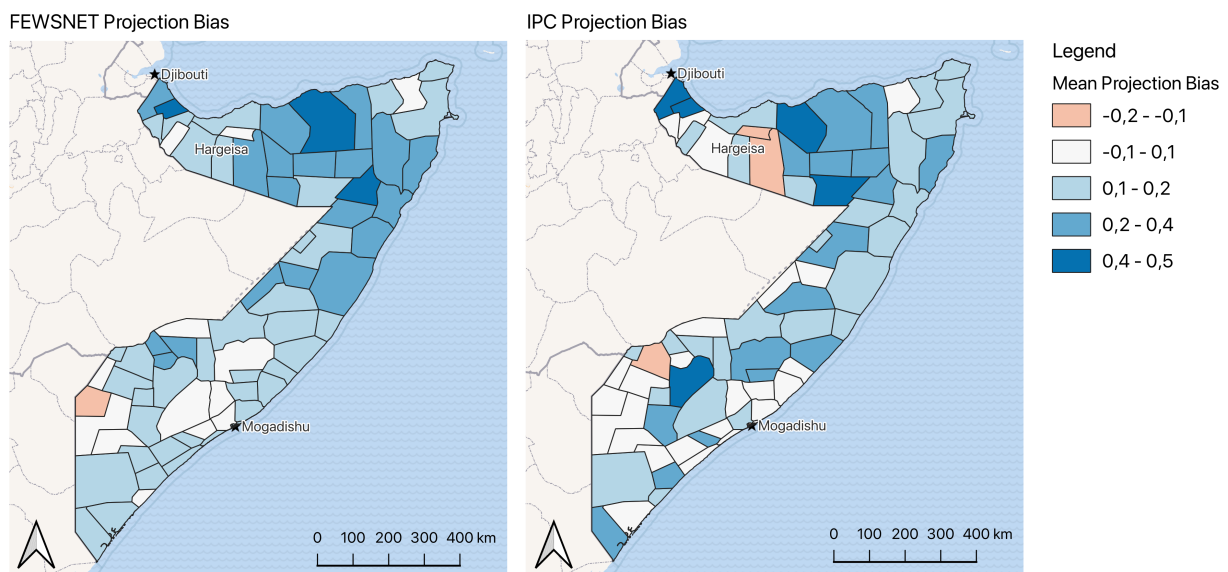 FEWSNET Projection Bias
Djibouti
Hargeisa
Mogadishu
0 100 200 300 400 km
IPC Projection Bias
Djibouti
Hargeisa
Mogadishu
0 100 200 300 400 km
Legend
Mean Projection Bias
-0,2 - -0,1
-0,1 - 0,1
0,1 - 0,2
0,2 - 0,4
0,4 - 0,5